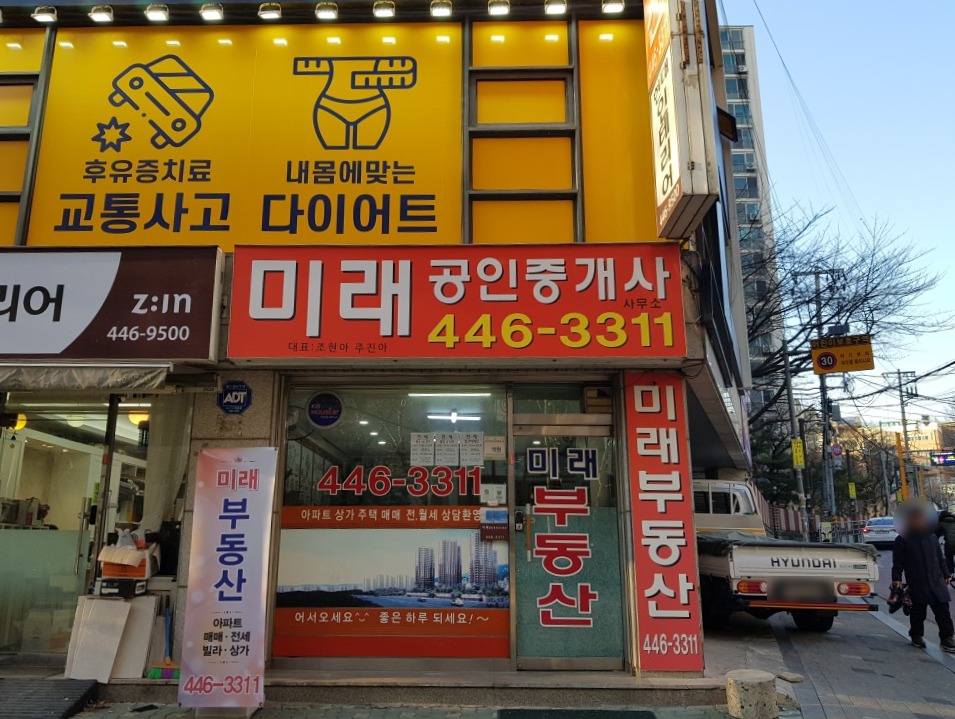 후유증치료
교통사고
내몸에맞는
다이어트
리어
z:in
446-9500
미래 공인중개사
사무소
446-3311
대표:조현아 주진아
ADT
30
446-3311
아파트 상가 주택 매매 전.월세 상담환영
어서오세요^^ 좋은 하루 되세요!~
미래
부동산
미래부동산
446-3311
미래
부동산
아파트
매매·전세
빌라·상가
446-3311
HYUNDAI